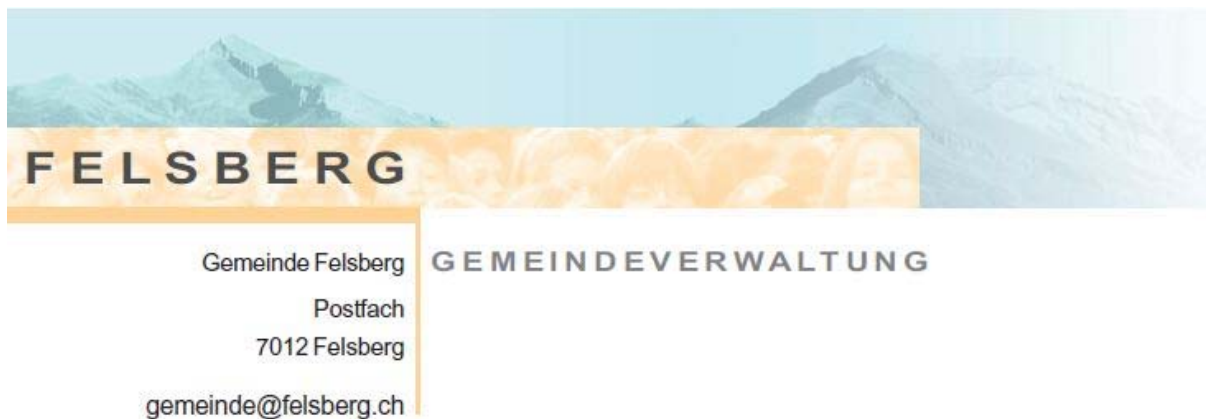 FELSBERG
Gemeinde Felsberg
GEMEINDEVERWALTUNG
Postfach
7012 Felsberg
gemeinde@felsberg.ch